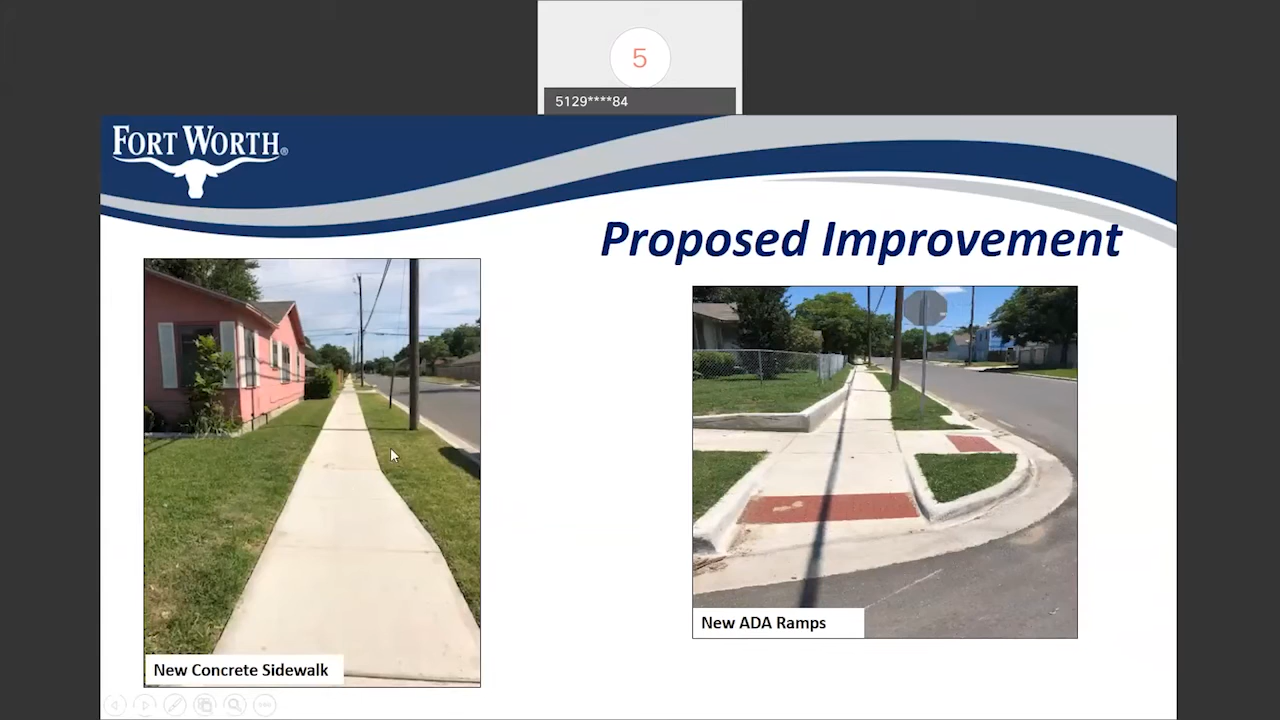 5
5129****84
FORT WORTH®
Proposed Improvement
New Concrete Sidewalk
New ADA Ramps